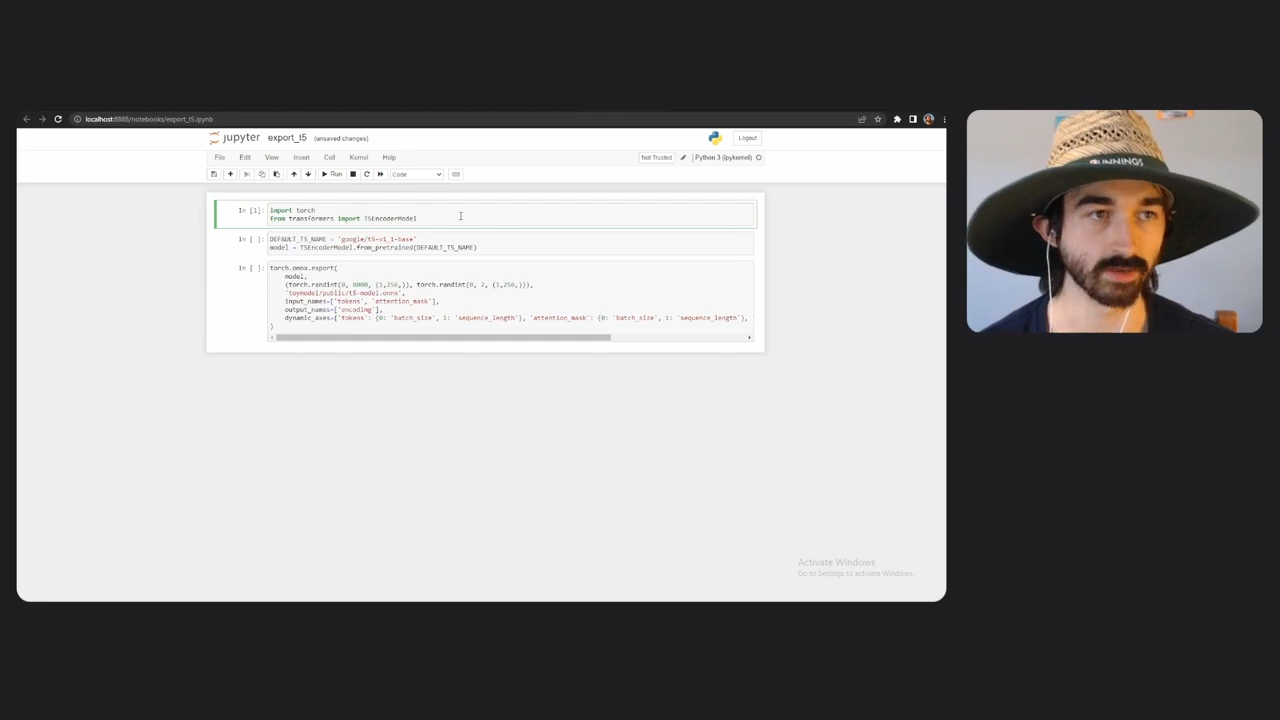 localhost:8888/notebooks/export_t5.ipynb
jupyter export_t5 (unsaved changes)
Logout
File Edit View Insert Cell Kernel Help
Not Trusted Python 3 (ipykernel)
Run Code
In [1]: import torch
from transformers import T5EncoderModel
In [ ]: DEFAULT_T5_NAME = 'google/t5-v1_1-base'
model = T5EncoderModel.from_pretrained(DEFAULT_T5_NAME)
In [ ]: torch.onnx.export(
model,
(torch.randint(0, 8000, (1,256,)), torch.randint(0, 2, (1,256,))),
'toymodel/public/t5-model.onnx',
input_names=['tokens', 'attention_mask'],
output_names=['encoding'],
dynamic_axes={'tokens': {0: 'batch_size', 1: 'sequence_length'}, 'attention_mask': {0: 'batch_size', 1: 'sequence_length'},
)
Activate Windows
Go to Settings to activate Windows.
BUNNINGS